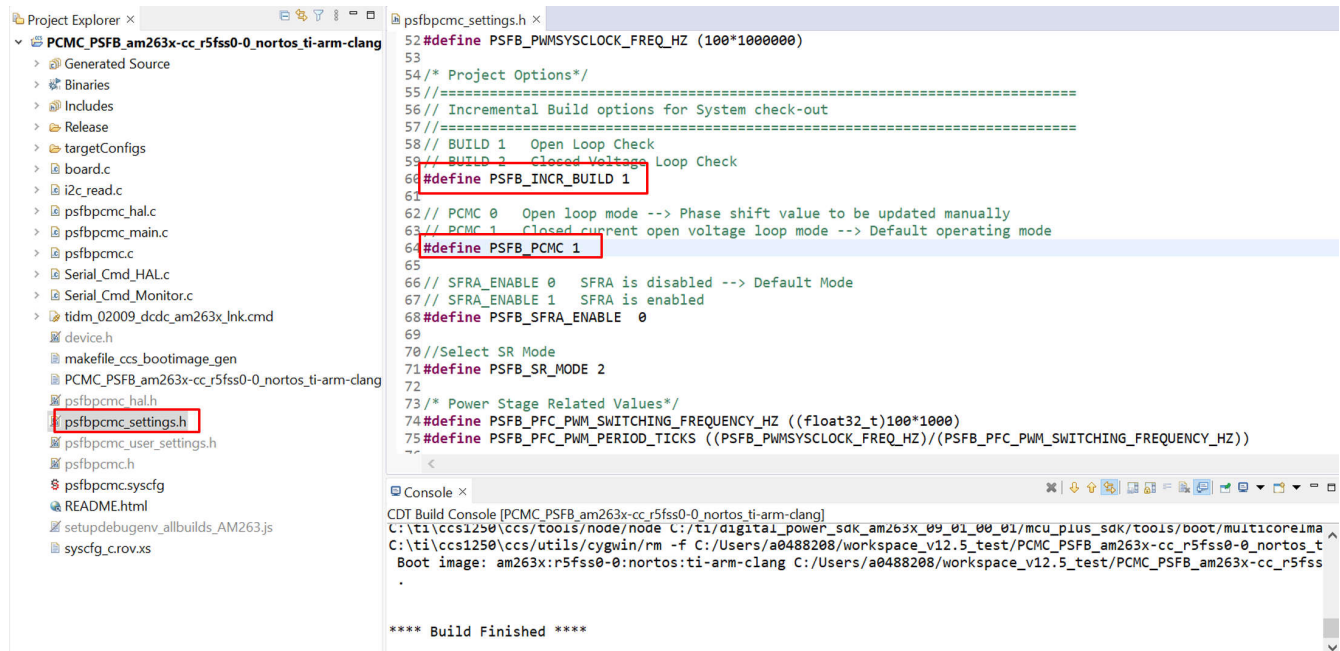 Project Explorer ×
PCMC_PSFB_am263x-cc_r5fss0-0_nortos_ti-arm-clang
Generated Source
Binaries
Includes
Release
targetConfigs
board.c
i2c_read.c
psfbpcmc_hal.c
psfbpcmc_main.c
psfbpcmc.c
Serial_Cmd_HAL.c
Serial_Cmd_Monitor.c
tidm_02009_dcdc_am263x_lnk.cmd
device.h
makefile_ccs_bootimage_gen
PCMC_PSFB_am263x-cc_r5fss0-0_nortos_ti-arm-clang
psfbpcmc_hal.h
psfbpcmc_settings.h
psfbpcmc_user_settings.h
psfbpcmc.h
psfbpcmc.syscfg
README.html
setupdebugenv_allbuilds_AM263.js
syscfg_c.rov.xs
psfbpcmc_settings.h ×
52 #define PSFB_PWMSYSCLOCK_FREQ_HZ (100*1000000)
53
54 /* Project Options*/
55 //=============================================================================
56 // Incremental Build options for System check-out
57 //=============================================================================
58 // BUILD 1   Open Loop Check
59 // BUILD 2   Closed Voltage Loop Check
60 #define PSFB_INCR_BUILD 1
61
62 // PCMC 0   Open loop mode --> Phase shift value to be updated manually
63 // PCMC 1   Closed current open voltage loop mode --> Default operating mode
64 #define PSFB_PCMC 1
65
66 // SFRA_ENABLE 0   SFRA is disabled --> Default Mode
67 // SFRA_ENABLE 1   SFRA is enabled
68 #define PSFB_SFRA_ENABLE  0
69
70 //Select SR Mode
71 #define PSFB_SR_MODE 2
72
73 /* Power Stage Related Values*/
74 #define PSFB_PFC_PWM_SWITCHING_FREQUENCY_HZ ((float32_t)100*1000)
75 #define PSFB_PFC_PWM_PERIOD_TICKS ((PSFB_PWMSYSCLOCK_FREQ_HZ)/(PSFB_PFC_PWM_SWITCHING_FREQUENCY_HZ))
Console ×
CDT Build Console [PCMC_PSFB_am263x-cc_r5fss0-0_nortos_ti-arm-clang]
C:\ti\ccs1250\ccs/tools/node/node C:/ti/digital_power_sdk_am263x_09_01_00_01/mcu_plus_sdk/tools/boot/multicoreIma
C:\ti\ccs1250\ccs/utils/cygwin/rm -f C:/Users/a0488208/workspace_v12.5_test/PCMC_PSFB_am263x-cc_r5fss0-0_nortos_t
Boot image: am263x:r5fss0-0:nortos:ti-arm-clang C:/Users/a0488208/workspace_v12.5_test/PCMC_PSFB_am263x-cc_r5fss
.
**** Build Finished ****